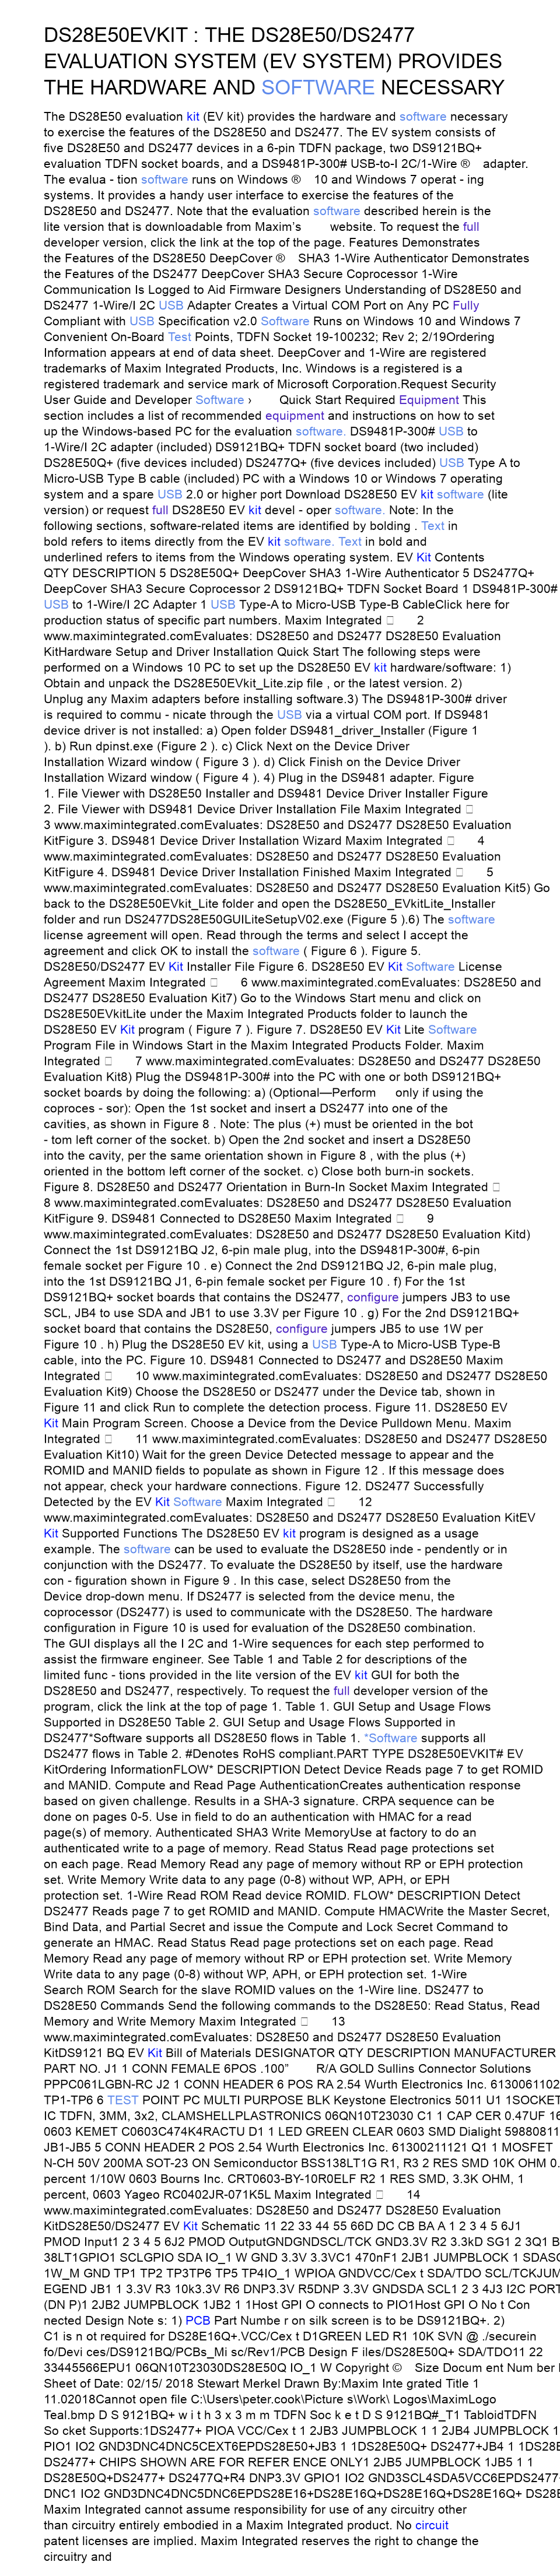 DS28E50EVKIT : THE DS28E50/DS2477
EVALUATION SYSTEM (EV SYSTEM) PROVIDES
THE HARDWARE AND SOFTWARE NECESSARY
The DS28E50 evaluation kit (EV kit) provides the hardware and software necessary
to exercise the features of the DS28E50 and DS2477. The EV system consists of
five DS28E50 and DS2477 devices in a 6-pin TDFN package, two DS9121BQ+
evaluation TDFN socket boards, and a DS9481P-300# USB-to-I 2C/1-Wire ® adapter.
The evalua - tion software runs on Windows ® 10 and Windows 7 operat - ing
systems. It provides a handy user interface to exercise the features of the
DS28E50 and DS2477. Note that the evaluation software described herein is the
lite version that is downloadable from Maxim's website. To request the full
developer version, click the link at the top of the page. Features Demonstrates
the Features of the DS28E50 DeepCover ® SHA3 1-Wire Authenticator Demonstrates
the Features of the DS2477 DeepCover SHA3 Secure Coprocessor 1-Wire
Communication Is Logged to Aid Firmware Designers Understanding of DS28E50 and
DS2477 1-Wire/I 2C USB Adapter Creates a Virtual COM Port on Any PC Fully
Compliant with USB Specification v2.0 Software Runs on Windows 10 and Windows 7
Convenient On-Board Test Points, TDFN Socket 19-100232; Rev 2; 2/19Ordering
Information appears at end of data sheet. DeepCover and 1-Wire are registered
trademarks of Maxim Integrated Products, Inc. Windows is a registered is a
registered trademark and service mark of Microsoft Corporation.Request Security
User Guide and Developer Software › Quick Start Required Equipment This
section includes a list of recommended equipment and instructions on how to set
up the Windows-based PC for the evaluation software. DS9481P-300# USB to
1-Wire/I 2C adapter (included) DS9121BQ+ TDFN socket board (two included)
DS28E50Q+ (five devices included) DS2477Q+ (five devices included) USB Type A to
Micro-USB Type B cable (included) PC with a Windows 10 or Windows 7 operating
system and a spare USB 2.0 or higher port Download DS28E50 EV kit software (lite
version) or request full DS28E50 EV kit devel - oper software. Note: In the
following sections, software-related items are identified by bolding . Text in
bold refers to items directly from the EV kit software. Text in bold and
underlined refers to items from the Windows operating system. EV Kit Contents
QTY DESCRIPTION 5 DS28E50Q+ DeepCover SHA3 1-Wire Authenticator 5 DS2477Q+
DeepCover SHA3 Secure Coprocessor 2 DS9121BQ+ TDFN Socket Board 1 DS9481P-300#
USB to 1-Wire/I 2C Adapter 1 USB Type-A to Micro-USB Type-B CableClick here for
production status of specific part numbers. Maxim Integrated 2
www.maximintegrated.comEvaluates: DS28E50 and DS2477 DS28E50 Evaluation
KitHardware Setup and Driver Installation Quick Start The following steps were
performed on a Windows 10 PC to set up the DS28E50 EV kit hardware/software: 1)
Obtain and unpack the DS28E50EVkit_Lite.zip file , or the latest version. 2)
Unplug any Maxim adapters before installing software.3) The DS9481P-300# driver
is required to commu - nicate through the USB via a virtual COM port. If DS9481
device driver is not installed: a) Open folder DS9481_driver_Installer (Figure 1
). b) Run dpinst.exe (Figure 2 ). c) Click Next on the Device Driver
Installation Wizard window ( Figure 3 ). d) Click Finish on the Device Driver
Installation Wizard window ( Figure 4 ). 4) Plug in the DS9481 adapter. Figure
1. File Viewer with DS28E50 Installer and DS9481 Device Driver Installer Figure
2. File Viewer with DS9481 Device Driver Installation File Maxim Integrated
3 www.maximintegrated.comEvaluates: DS28E50 and DS2477 DS28E50 Evaluation
KitFigure 3. DS9481 Device Driver Installation Wizard Maxim Integrated 4
www.maximintegrated.comEvaluates: DS28E50 and DS2477 DS28E50 Evaluation
KitFigure 4. DS9481 Device Driver Installation Finished Maxim Integrated 5
www.maximintegrated.comEvaluates: DS28E50 and DS2477 DS28E50 Evaluation Kit5) Go
back to the DS28E50EVkit_Lite folder and open the DS28E50_EVkitLite_Installer
folder and run DS2477DS28E50GUILiteSetupV02.exe (Figure 5 ).6) The software
license agreement will open. Read through the terms and select I accept the
agreement and click OK to install the software ( Figure 6 ). Figure 5.
DS28E50/DS2477 EV Kit Installer File Figure 6. DS28E50 EV Kit Software License
Agreement Maxim Integrated 6 www.maximintegrated.comEvaluates: DS28E50 and
DS2477 DS28E50 Evaluation Kit7) Go to the Windows Start menu and click on
DS28E50EVkitLite under the Maxim Integrated Products folder to launch the
DS28E50 EV Kit program ( Figure 7 ). Figure 7. DS28E50 EV Kit Lite Software
Program File in Windows Start in the Maxim Integrated Products Folder. Maxim
Integrated 7 www.maximintegrated.comEvaluates: DS28E50 and DS2477 DS28E50
Evaluation Kit8) Plug the DS9481P-300# into the PC with one or both DS9121BQ+
socket boards by doing the following: a) (Optional—Perform only if using the
coproces - sor): Open the 1st socket and insert a DS2477 into one of the
cavities, as shown in Figure 8 . Note: The plus (+) must be oriented in the bot
- tom left corner of the socket. b) Open the 2nd socket and insert a DS28E50
into the cavity, per the same orientation shown in Figure 8 , with the plus (+)
oriented in the bottom left corner of the socket. c) Close both burn-in sockets.
Figure 8. DS28E50 and DS2477 Orientation in Burn-In Socket Maxim Integrated
8 www.maximintegrated.comEvaluates: DS28E50 and DS2477 DS28E50 Evaluation
KitFigure 9. DS9481 Connected to DS28E50 Maxim Integrated 9
www.maximintegrated.comEvaluates: DS28E50 and DS2477 DS28E50 Evaluation Kitd)
Connect the 1st DS9121BQ J2, 6-pin male plug, into the DS9481P-300#, 6-pin
female socket per Figure 10 . e) Connect the 2nd DS9121BQ J2, 6-pin male plug,
into the 1st DS9121BQ J1, 6-pin female socket per Figure 10 . f) For the 1st
DS9121BQ+ socket boards that contains the DS2477, configure jumpers JB3 to use
SCL, JB4 to use SDA and JB1 to use 3.3V per Figure 10 . g) For the 2nd DS9121BQ+
socket board that contains the DS28E50, configure jumpers JB5 to use 1W per
Figure 10 . h) Plug the DS28E50 EV kit, using a USB Type-A to Micro-USB Type-B
cable, into the PC. Figure 10. DS9481 Connected to DS2477 and DS28E50 Maxim
Integrated 10 www.maximintegrated.comEvaluates: DS28E50 and DS2477 DS28E50
Evaluation Kit9) Choose the DS28E50 or DS2477 under the Device tab, shown in
Figure 11 and click Run to complete the detection process. Figure 11. DS28E50 EV
Kit Main Program Screen. Choose a Device from the Device Pulldown Menu. Maxim
Integrated 11 www.maximintegrated.comEvaluates: DS28E50 and DS2477 DS28E50
Evaluation Kit10) Wait for the green Device Detected message to appear and the
ROMID and MANID fields to populate as shown in Figure 12 . If this message does
not appear, check your hardware connections. Figure 12. DS2477 Successfully
Detected by the EV Kit Software Maxim Integrated 12
www.maximintegrated.comEvaluates: DS28E50 and DS2477 DS28E50 Evaluation KitEV
Kit Supported Functions The DS28E50 EV kit program is designed as a usage
example. The software can be used to evaluate the DS28E50 inde - pendently or in
conjunction with the DS2477. To evaluate the DS28E50 by itself, use the hardware
con - figuration shown in Figure 9 . In this case, select DS28E50 from the
Device drop-down menu. If DS2477 is selected from the device menu, the
coprocessor (DS2477) is used to communicate with the DS28E50. The hardware
configuration in Figure 10 is used for evaluation of the DS28E50 combination.
The GUI displays all the I 2C and 1-Wire sequences for each step performed to
assist the firmware engineer. See Table 1 and Table 2 for descriptions of the
limited func - tions provided in the lite version of the EV kit GUI for both the
DS28E50 and DS2477, respectively. To request the full developer version of the
program, click the link at the top of page 1. Table 1. GUI Setup and Usage Flows
Supported in DS28E50 Table 2. GUI Setup and Usage Flows Supported in
DS2477*Software supports all DS28E50 flows in Table 1. *Software supports all
DS2477 flows in Table 2. #Denotes RoHS compliant.PART TYPE DS28E50EVKIT# EV
KitOrdering InformationFLOW* DESCRIPTION Detect Device Reads page 7 to get ROMID
and MANID. Compute and Read Page AuthenticationCreates authentication response
based on given challenge. Results in a SHA-3 signature. CRPA sequence can be
done on pages 0-5. Use in field to do an authentication with HMAC for a read
page(s) of memory. Authenticated SHA3 Write MemoryUse at factory to do an
authenticated write to a page of memory. Read Status Read page protections set
on each page. Read Memory Read any page of memory without RP or EPH protection
set. Write Memory Write data to any page (0-8) without WP, APH, or EPH
protection set. 1-Wire Read ROM Read device ROMID. FLOW* DESCRIPTION Detect
DS2477 Reads page 7 to get ROMID and MANID. Compute HMACWrite the Master Secret,
Bind Data, and Partial Secret and issue the Compute and Lock Secret Command to
generate an HMAC. Read Status Read page protections set on each page. Read
Memory Read any page of memory without RP or EPH protection set. Write Memory
Write data to any page (0-8) without WP, APH, or EPH protection set. 1-Wire
Search ROM Search for the slave ROMID values on the 1-Wire line. DS2477 to
DS28E50 Commands Send the following commands to the DS28E50: Read Status, Read
Memory and Write Memory Maxim Integrated 13
www.maximintegrated.comEvaluates: DS28E50 and DS2477 DS28E50 Evaluation
KitDS9121 BQ EV Kit Bill of Materials DESIGNATOR QTY DESCRIPTION MANUFACTURER
PART NO. J1 1 CONN FEMALE 6POS .100” R/A GOLD Sullins Connector Solutions
PPPC061LGBN-RC J2 1 CONN HEADER 6 POS RA 2.54 Wurth Electronics Inc. 6130061102
TP1-TP6 6 TEST POINT PC MULTI PURPOSE BLK Keystone Electronics 5011 U1 1SOCKET
IC TDFN, 3MM, 3x2, CLAMSHELLPLASTRONICS 06QN10T23030 C1 1 CAP CER 0.47UF 16
0603 KEMET C0603C474K4RACTU D1 1 LED GREEN CLEAR 0603 SMD Dialight 59880811
JB1-JB5 5 CONN HEADER 2 POS 2.54 Wurth Electronics Inc. 61300211121 Q1 1 MOSFET
N-CH 50V 200MA SOT-23 ON Semiconductor BSS138LT1G R1, R3 2 RES SMD 10K OHM 0.
percent 1/10W 0603 Bourns Inc. CRT0603-BY-10R0ELF R2 1 RES SMD, 3.3K OHM, 1
percent, 0603 Yageo RC0402JR-071K5L Maxim Integrated 14
www.maximintegrated.comEvaluates: DS28E50 and DS2477 DS28E50 Evaluation
KitDS28E50/DS2477 EV Kit Schematic 11 22 33 44 55 66D DC CB BA A 1 2 3 4 5 6J1
PMOD Input1 2 3 4 5 6J2 PMOD OutputGNDGNDSCL/TCK GND3.3V R2 3.3kD SG1 2 3Q1 B
38LT1GPIO1 SCLGPIO SDA IO_1 W GND 3.3V 3.3VC1 470nF1 2JB1 JUMPBLOCK 1 SDASC
1W_M GND TP1 TP2 TP3TP6 TP5 TP4IO_1 WPIOA GNDVCC/Cex t SDA/TDO SCL/TCKJUM
EGEND JB1 1 3.3V R3 10k3.3V R6 DNP3.3V R5DNP 3.3V GNDSDA SCL1 2 3 4J3 I2C PORT
(DN P)1 2JB2 JUMPBLOCK 1JB2 1 1Host GPI O connects to PIO1Host GPI O No t Con
nected Design Note s: 1) PCB Part Numbe r on silk screen is to be DS9121BQ+. 2)
C1 is n ot required for DS28E16Q+.VCC/Cex t D1GREEN LED R1 10K SVN @ ./securein
fo/Devi ces/DS9121BQ/PCBs_Mi sc/Rev1/PCB Design F iles/DS28E50Q+ SDA/TDO11 22
33445566EPU1 06QN10T23030DS28E50Q IO_1 W Copyright © Size Docum ent Num ber
Sheet of Date: 02/15/ 2018 Stewart Merkel Drawn By:Maxim Inte grated Title 1
11.02018Cannot open file C:\Users\peter.cook\Picture s\Work\ Logos\MaximLogo
Teal.bmp D S 9121BQ+ w i t h 3 x 3 m m TDFN Soc k e t D S 9121BQ#_T1 TabloidTDFN
So cket Supports:1DS2477+ PIOA VCC/Cex t 1 2JB3 JUMPBLOCK 1 1 2JB4 JUMPBLOCK 1
PIO1 IO2 GND3DNC4DNC5CEXT6EPDS28E50+JB3 1 1DS28E50Q+ DS2477+JB4 1 1DS28E
DS2477+ CHIPS SHOWN ARE FOR REFER ENCE ONLY1 2JB5 JUMPBLOCK 1JB5 1 1
DS28E50Q+DS2477+ DS2477Q+R4 DNP3.3V GPIO1 IO2 GND3SCL4SDA5VCC6EPDS2477
DNC1 IO2 GND3DNC4DNC5DNC6EPDS28E16+DS28E16Q+DS28E16Q+DS28E16Q+ DS28E
Maxim Integrated cannot assume responsibility for use of any circuitry other
than circuitry entirely embodied in a Maxim Integrated product. No circuit
patent licenses are implied. Maxim Integrated reserves the right to change the
circuitry and